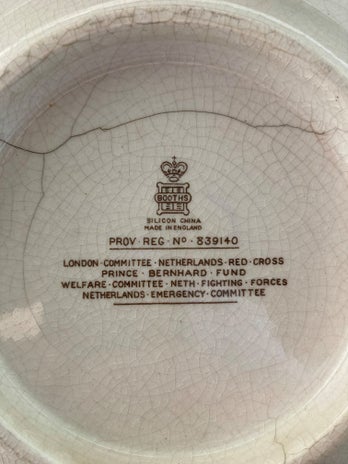 BOOTHS
SILICON CHINA
MADE IN ENGLAND
PROV·REG·Nº·839140
LONDON·COMMITTEE·NETHERLANDS·RED·CROSS
PRINCE·BERNHARD·FUND
WELFARE·COMMITTEE·NETH·FIGHTING·FORCES
NETHERLANDS·EMERGENCY·COMMITTEE